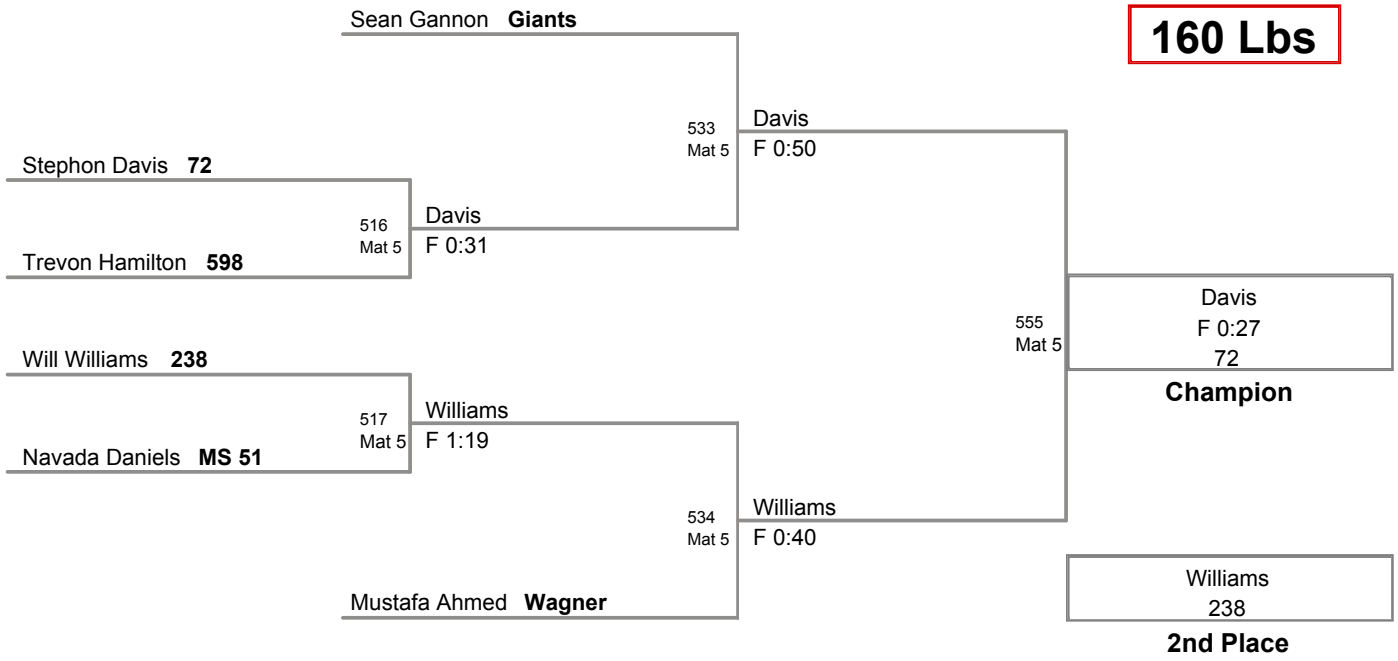 Sean Gannon Giants
160 Lbs
533
Mat 5
Davis
F 0:50
Stephon Davis 72
516
Mat 5
Davis
F 0:31
Trevon Hamilton 598
555
Mat 5
Davis
F 0:27
72
Champion
Will Williams 238
517
Mat 5
Williams
F 1:19
Navada Daniels MS 51
534
Mat 5
Williams
F 0:40
Mustafa Ahmed Wagner
Williams
238
2nd Place